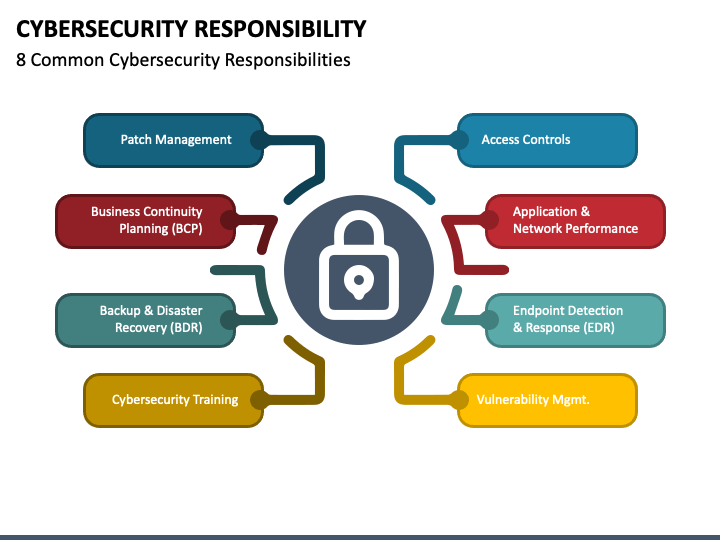 CYBERSECURITY RESPONSIBILITY
8 Common Cybersecurity Responsibilities
Patch Management
Access Controls
Business Continuity
Planning (BCP)
Application &
Network Performance
Backup & Disaster
Recovery (BDR)
Endpoint Detection
& Response (EDR)
Cybersecurity Training
Vulnerability Mgmt.